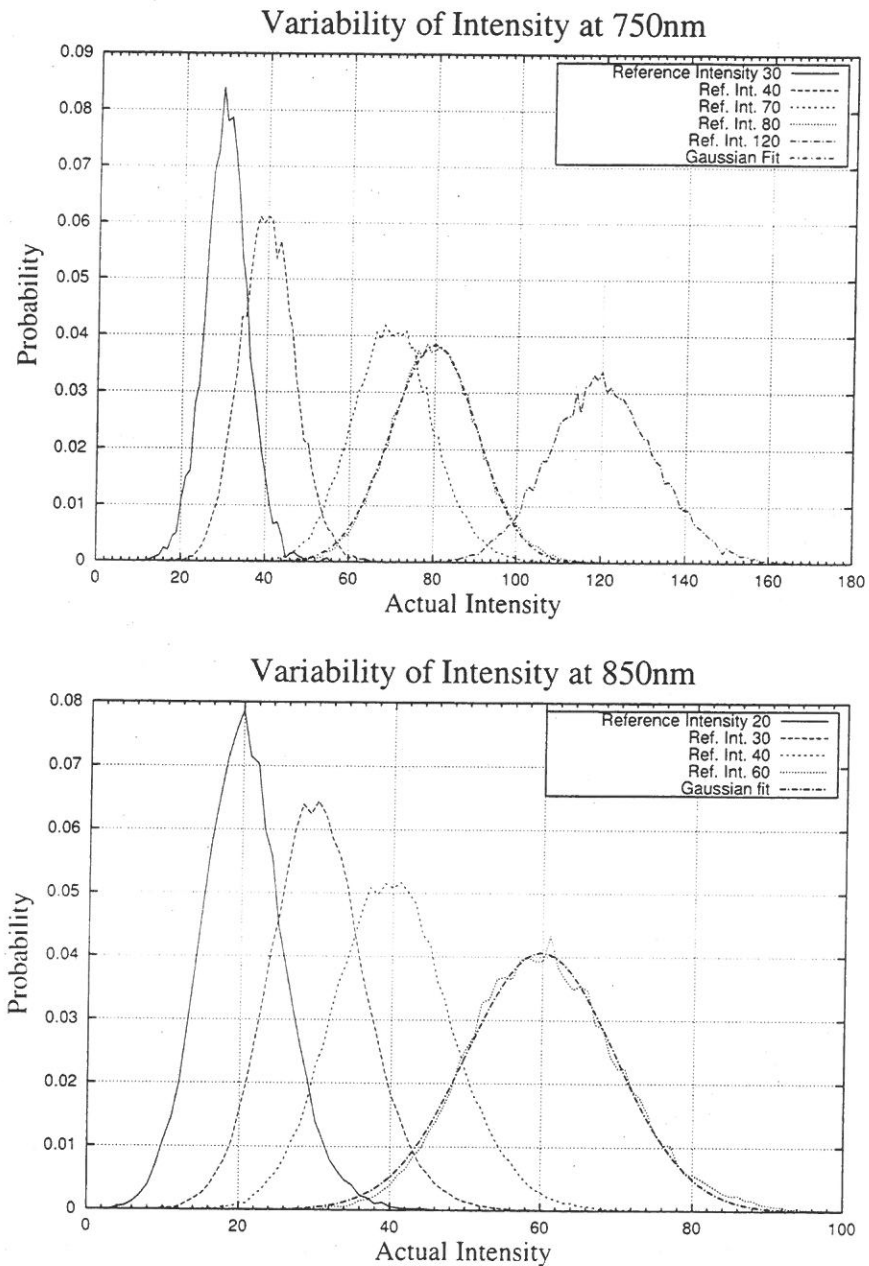 Variability of Intensity at 750nm
0.09
0.08
0.07
0.06
0.05
0.04
0.03
0.02
0.01
0
Probability
Reference Intensity 30
Ref. Int. 40
Ref. Int. 70
Ref. Int. 80
Ref. Int. 120
Gaussian Fit
0 20 40 60 80 100 120 140 160 180
Actual Intensity
Variability of Intensity at 850nm
0.08
0.07
0.06
0.05
0.04
0.03
0.02
0.01
0
Probability
Reference Intensity 20
Ref. Int. 30
Ref. Int. 40
Ref. Int. 60
Gaussian fit
0 20 40 60 80 100
Actual Intensity